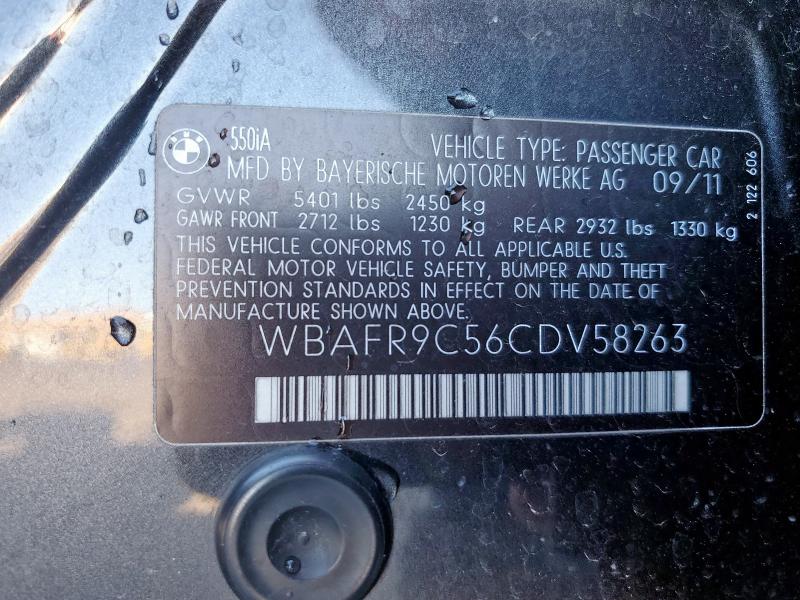 BMW
550iA VEHICLE TYPE: PASSENGER CAR
MFD BY BAYERISCHE MOTOREN WERKE AG 09/11
GVWR 5401 lbs 2450 kg
GAWR FRONT 2712 lbs 1230 kg REAR 2932 lbs 1330 kg
THIS VEHICLE CONFORMS TO ALL APPLICABLE U.S.
FEDERAL MOTOR VEHICLE SAFETY, BUMPER AND THEFT
PREVENTION STANDARDS IN EFFECT ON THE DATE OF
MANUFACTURE SHOWN ABOVE.
WBAFR9C56CDV58263
2 122 606